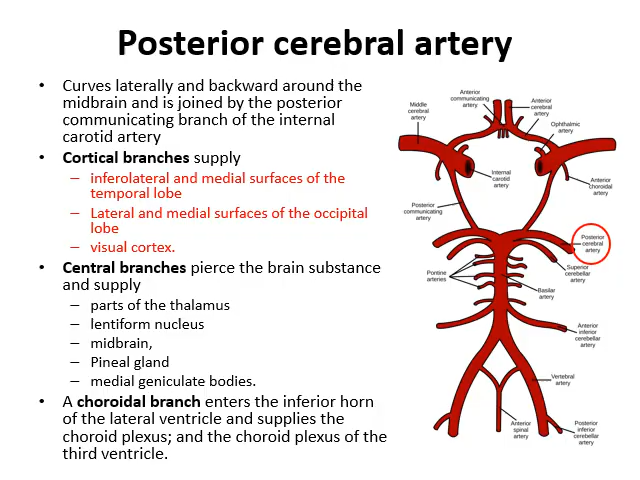 Posterior cerebral artery
• Curves laterally and backward around the
midbrain and is joined by the posterior
communicating branch of the internal
carotid artery
• Cortical branches supply
– inferolateral and medial surfaces of the
temporal lobe
– Lateral and medial surfaces of the occipital
lobe
– visual cortex.
• Central branches pierce the brain substance
and supply
– parts of the thalamus
– lentiform nucleus
– midbrain,
– Pineal gland
– medial geniculate bodies.
• A choroidal branch enters the inferior horn
of the lateral ventricle and supplies the
choroid plexus; and the choroid plexus of the
third ventricle.
Anterior
communicating
artery
Anterior
cerebral
artery
Middle
cerebral
artery
Ophthalmic
artery
Internal
carotid
artery
Anterior
choroidal
artery
Posterior
communicating
artery
Posterior
cerebral
artery
Superior
cerebellar
artery
Pontine
arteries
Basilar
artery
Anterior
inferior
cerebellar
artery
Vertebral
artery
Anterior
spinal
artery
Posterior
inferior
cerebellar
artery